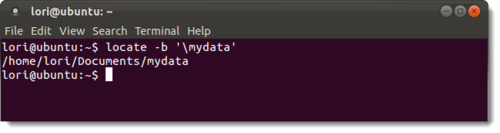 lori@ubuntu: ~
File Edit View Search Terminal Help
lori@ubuntu:~$ locate -b '\mydata'
/home/lori/Documents/mydata
lori@ubuntu:~$